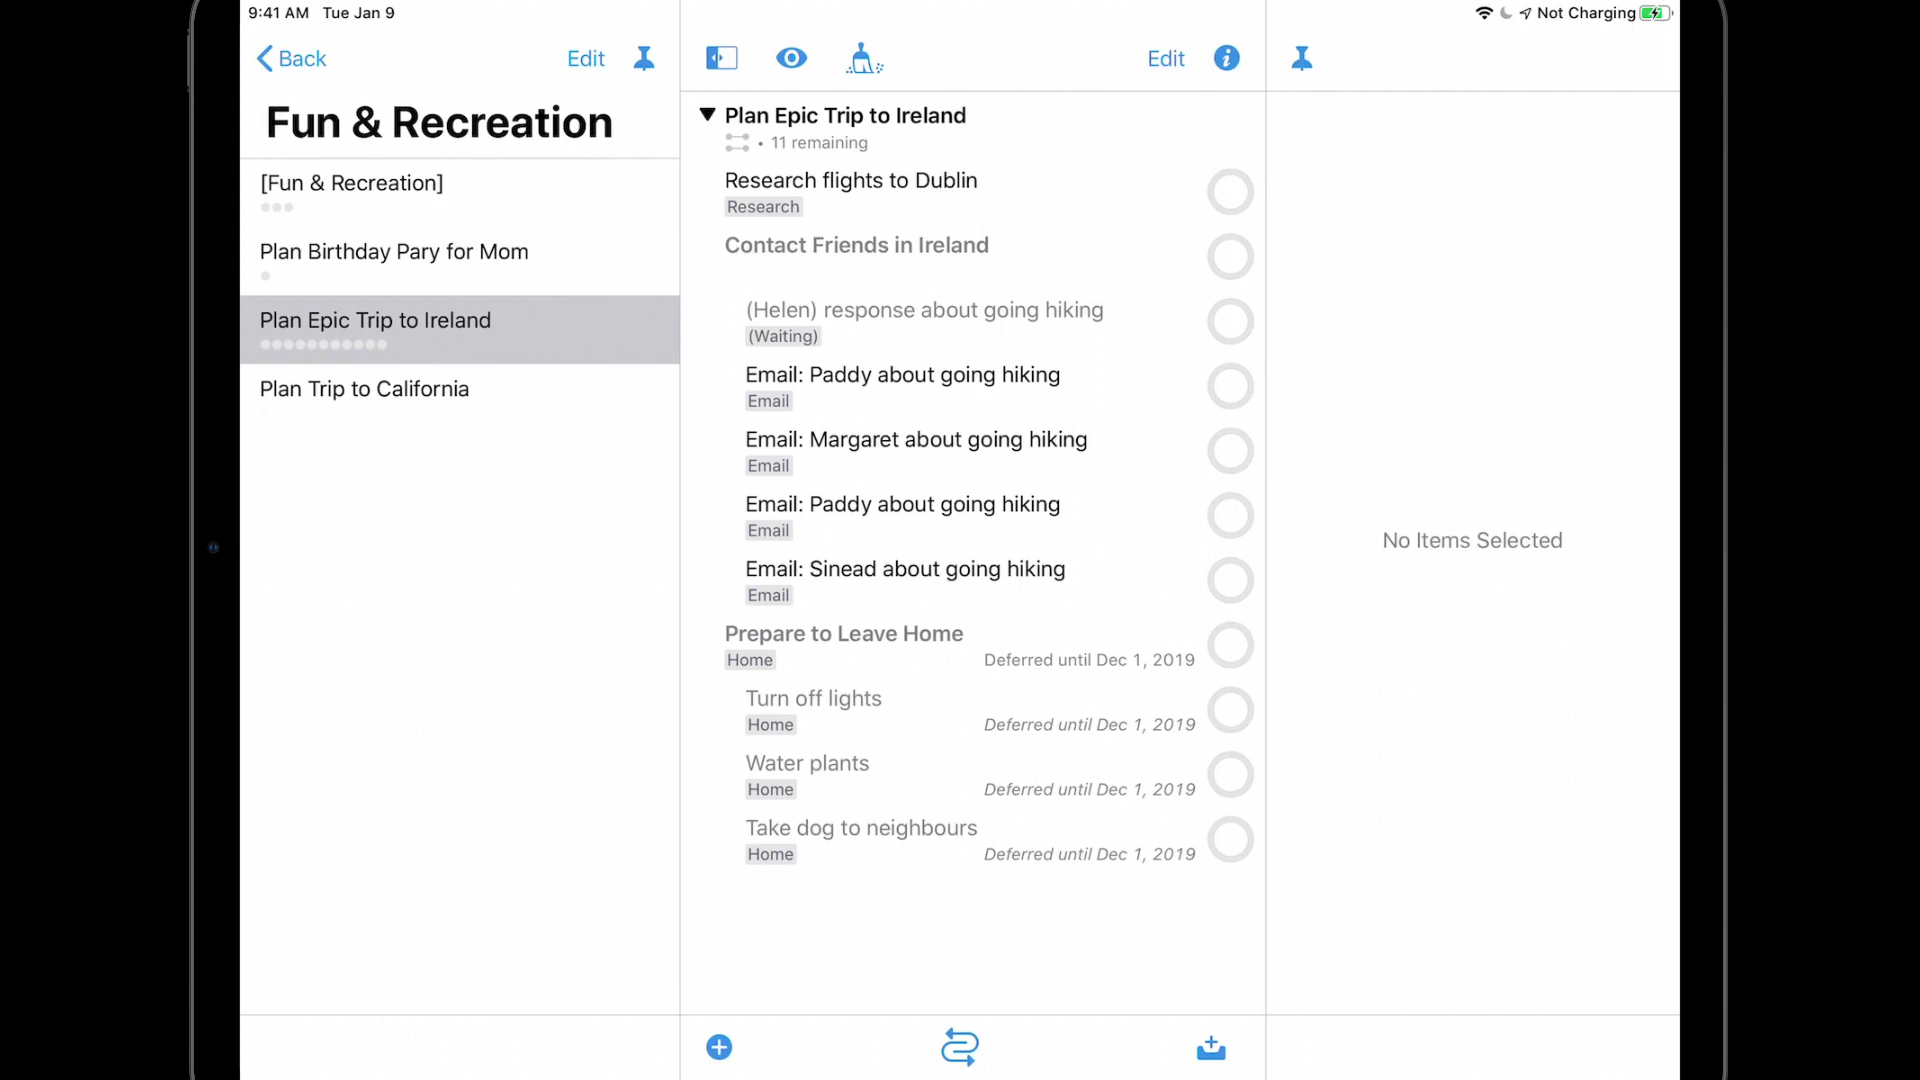 9:41 AM Tue Jan 9
Not Charging
Back
Edit
Edit
Fun & Recreation
[Fun & Recreation]
Plan Birthday Pary for Mom
Plan Epic Trip to Ireland
Plan Trip to California
Plan Epic Trip to Ireland
• 11 remaining
Research flights to Dublin
Research
Contact Friends in Ireland
(Helen) response about going hiking
(Waiting)
Email: Paddy about going hiking
Email
Email: Margaret about going hiking
Email
Email: Paddy about going hiking
Email
Email: Sinead about going hiking
Email
Prepare to Leave Home
Home Deferred until Dec 1, 2019
Turn off lights
Home Deferred until Dec 1, 2019
Water plants
Home Deferred until Dec 1, 2019
Take dog to neighbours
Home Deferred until Dec 1, 2019
No Items Selected